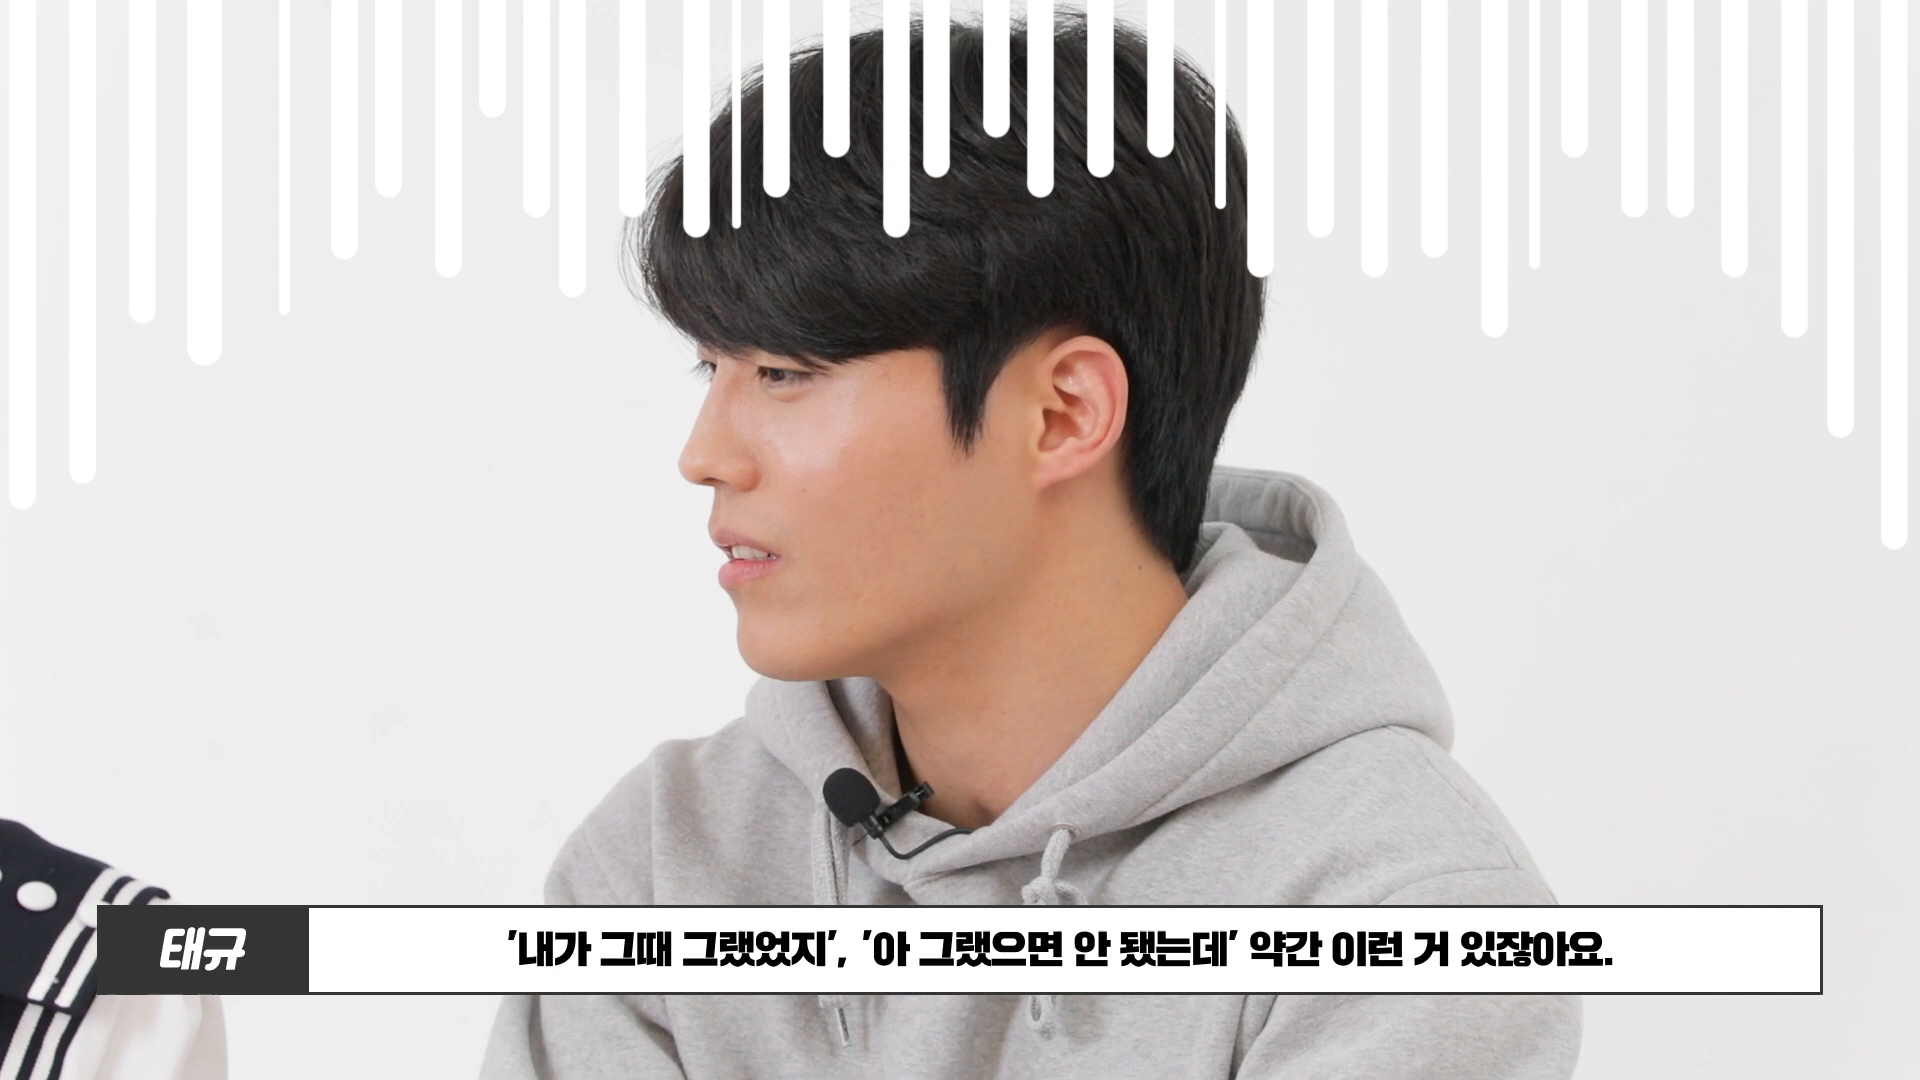 태규
'내가 그때 그랬었지', '아 그랬으면 안 됐는데' 약간 이런 거 있잖아요.